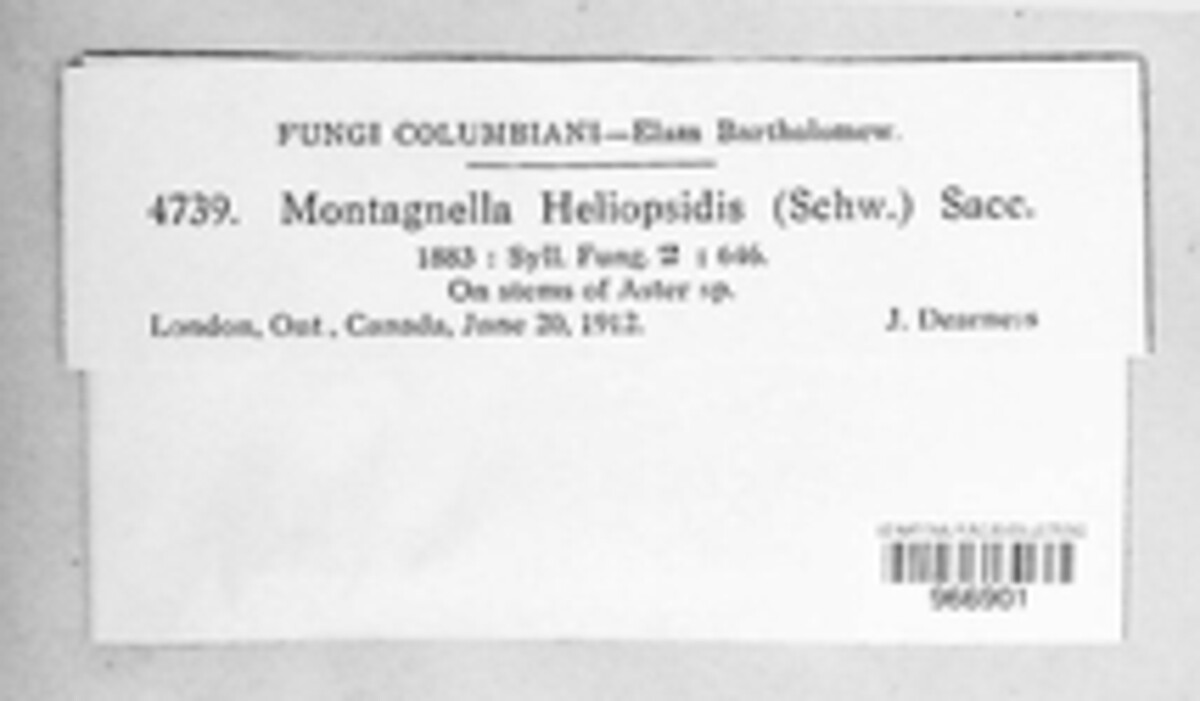 FUNGI COLUMBIANI—Elam Bartholomew.
4739. Montagnella Heliopsidis (Schw.) Sacc.
1883 : Syll. Fung. 2 : 646.
On stems of Aster sp.
London, Ont., Canada, June 20, 1912. J. Dearness
966901